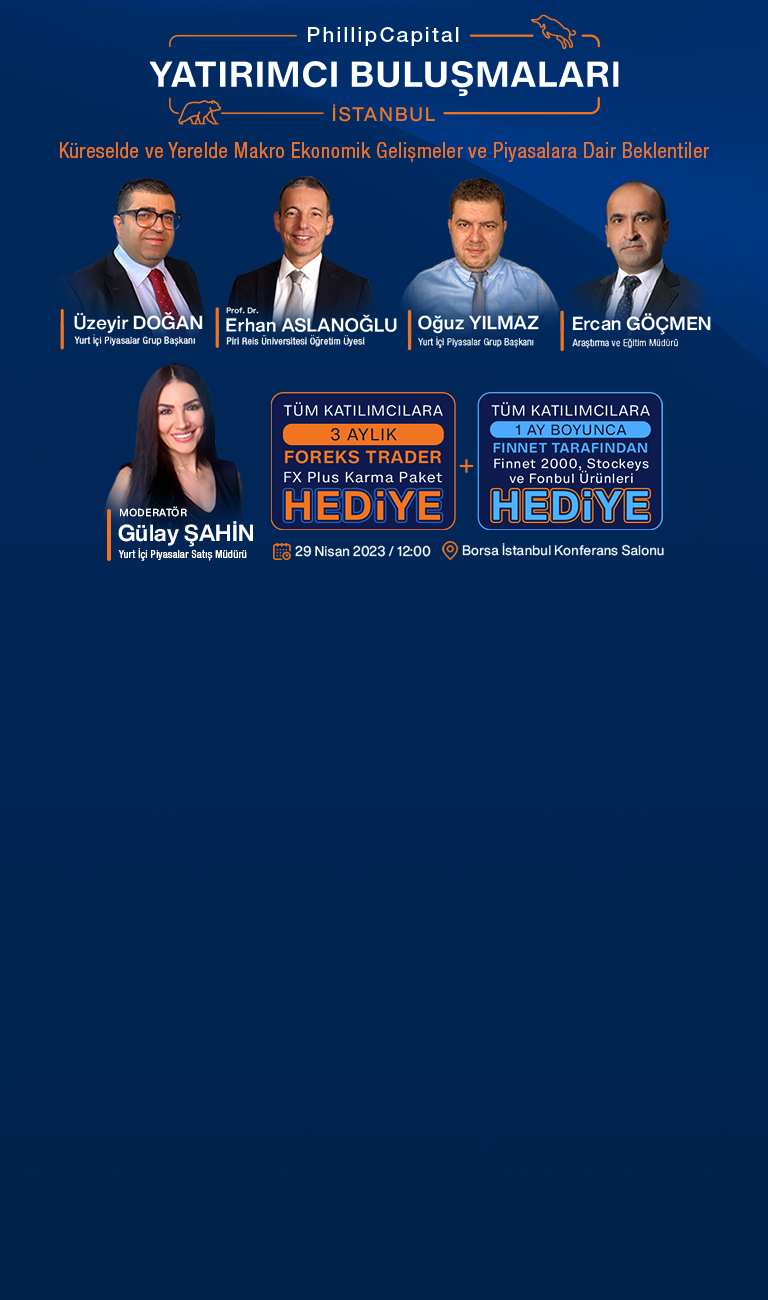 PhillipCapital
YATIRIMCI BULUŞMALARI
İSTANBUL
Küreselde ve Yerelde Makro Ekonomik Gelişmeler ve Piyasalara Dair Beklentiler
Üzeyir DOĞAN
Yurt İçi Piyasalar Grup Başkanı
Prof. Dr.
Erhan ASLANOĞLU
Piri Reis Üniversitesi Öğretim Üyesi
Oğuz YILMAZ
Yurt İçi Piyasalar Grup Başkanı
Ercan GÖÇMEN
Araştırma ve Eğitim Müdürü
MODERATÖR
Gülay ŞAHİN
Yurt İçi Piyasalar Satış Müdürü
TÜM KATILIMCILARA
3 AYLIK
FOREKS TRADER
FX Plus Karma Paket
HEDiYE
+
TÜM KATILIMCILARA
1 AY BOYUNCA
FINNET TARAFINDAN
Finnet 2000, Stockeys
ve Fonbul Ürünleri
HEDiYE
29 Nisan 2023 / 12:00
Borsa İstanbul Konferans Salonu